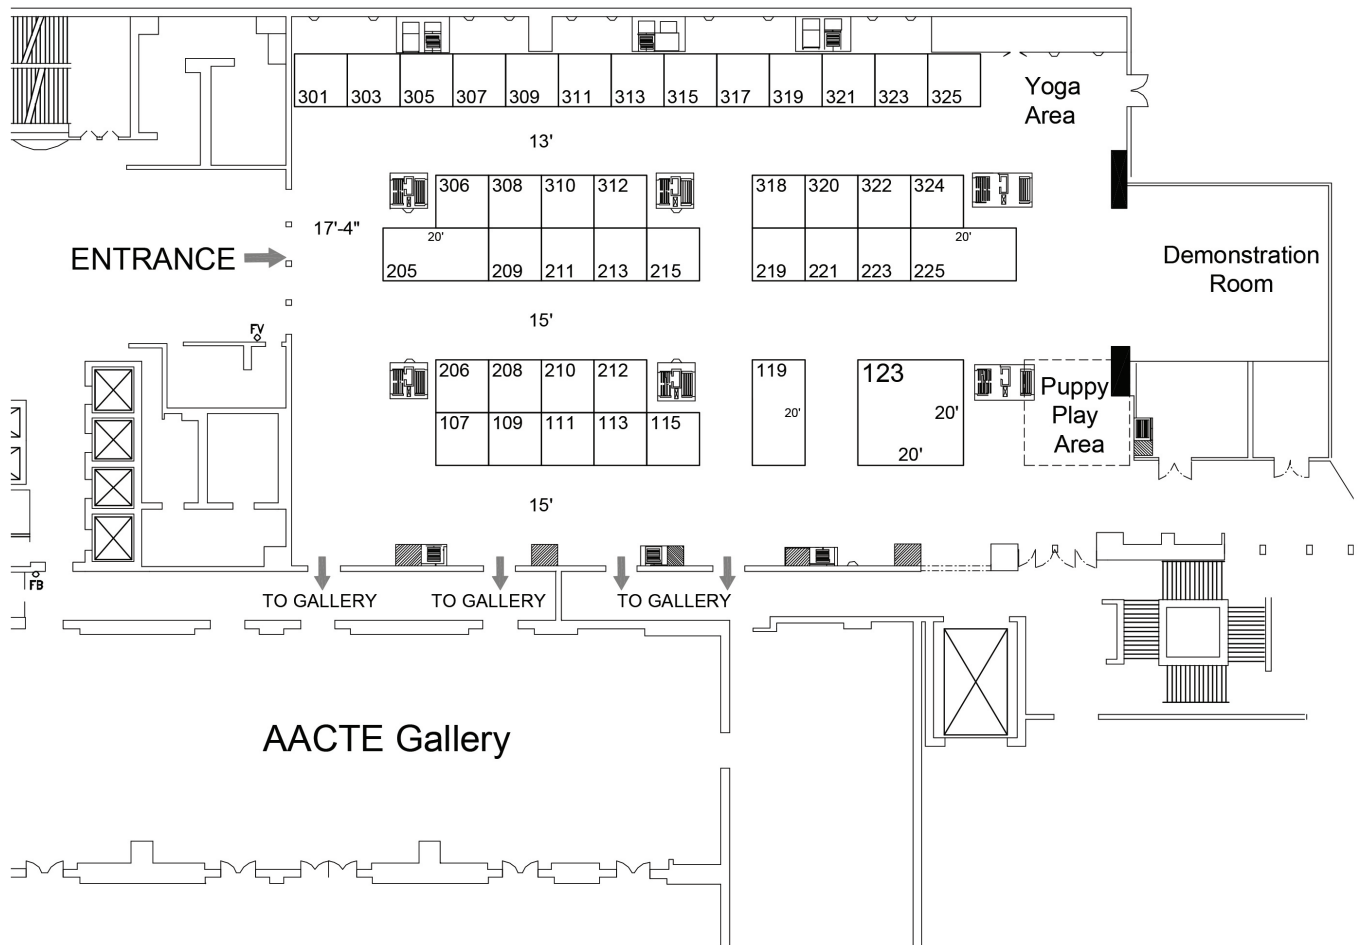 Yoga
Area
301 303 305 307 309 311 313 315 317 319 321 323 325
13'
306 308 310 312 318 320 322 324
17'-4"
20' 20'
ENTRANCE
205 209 211 213 215 219 221 223 225
Demonstration
Room
15'
FV
206 208 210 212 119 123
Puppy
Play
Area
20' 20'
107 109 111 113 115
20'
15'
FB
TO GALLERY TO GALLERY TO GALLERY
AACTE Gallery